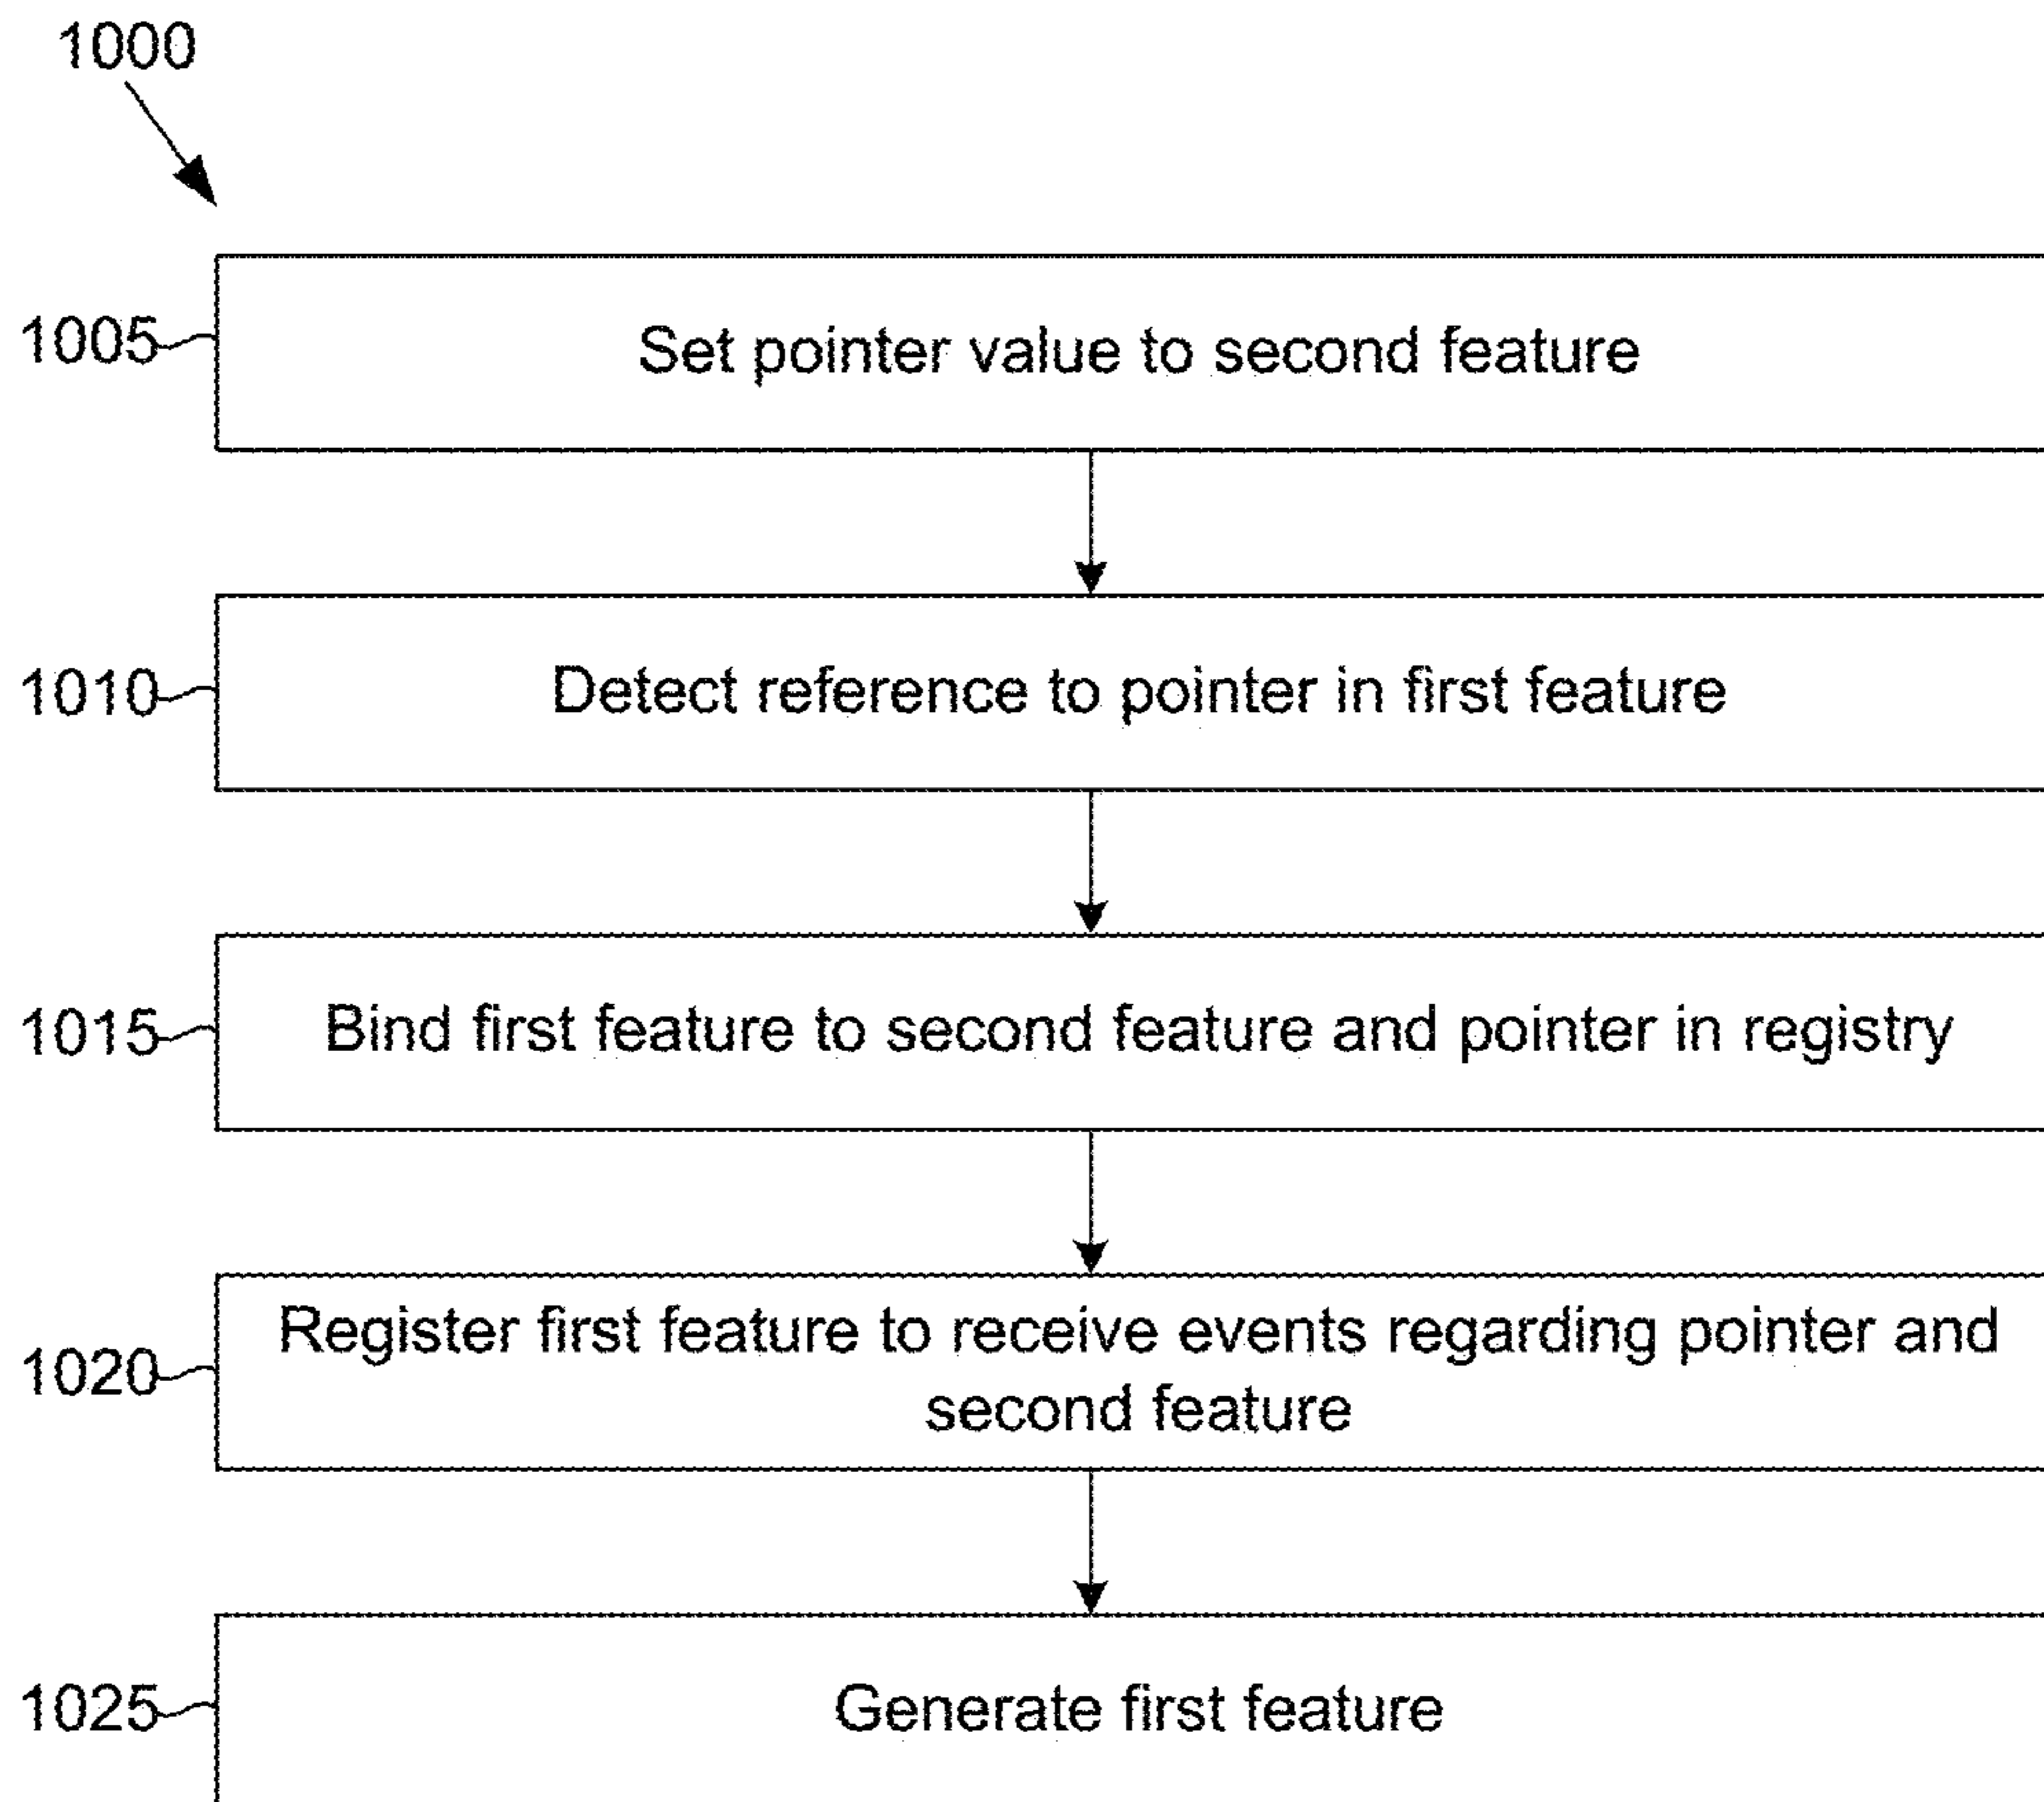 1000
1005
Set pointer value to second feature
1010
Detect reference to pointer in first feature
1015
Bind first feature to second feature and pointer in registry
1020
Register first feature to receive events regarding pointer and
second feature
1025
Generate first feature